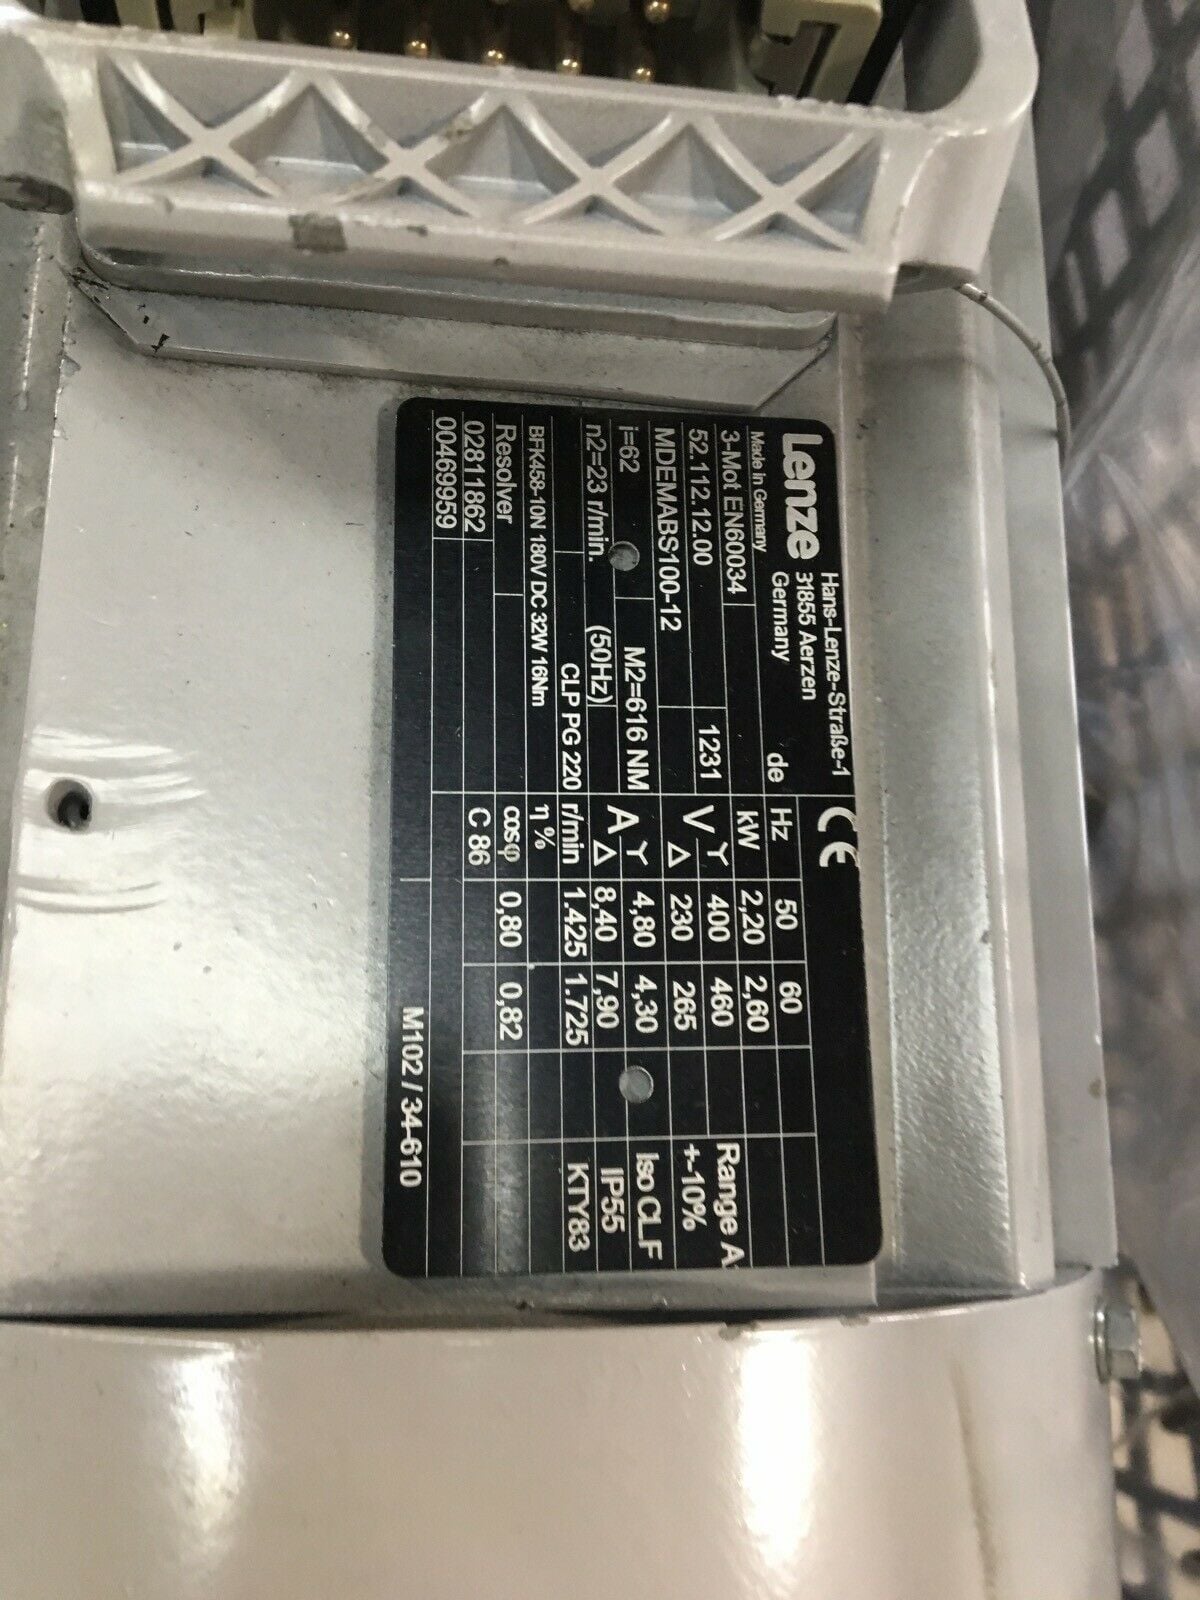 Lenze
Hans-Lenze-Straße-1
31855 Aerzen
Germany
CE
Made in Germany de Hz 50 60
3-Mot EN60034 kW 2,20 2,60
52.112.12.00 1231 V Y 400 460 Range A
MDEMABS100-12 Δ 230 265 +-10%
i=62 M2=616 NM A Y 4,80 4,30 Iso CLF
n2=23 r/min. (50Hz) Δ 8,40 7,90 IP55
CLP PG 220 r/min 1.425 1.725 KTY83
BFK458-10N 180V DC 32W 16Nm η %
Resolver cosφ 0,80 0,82
02811862 C 86
00469959
M102 / 34-610